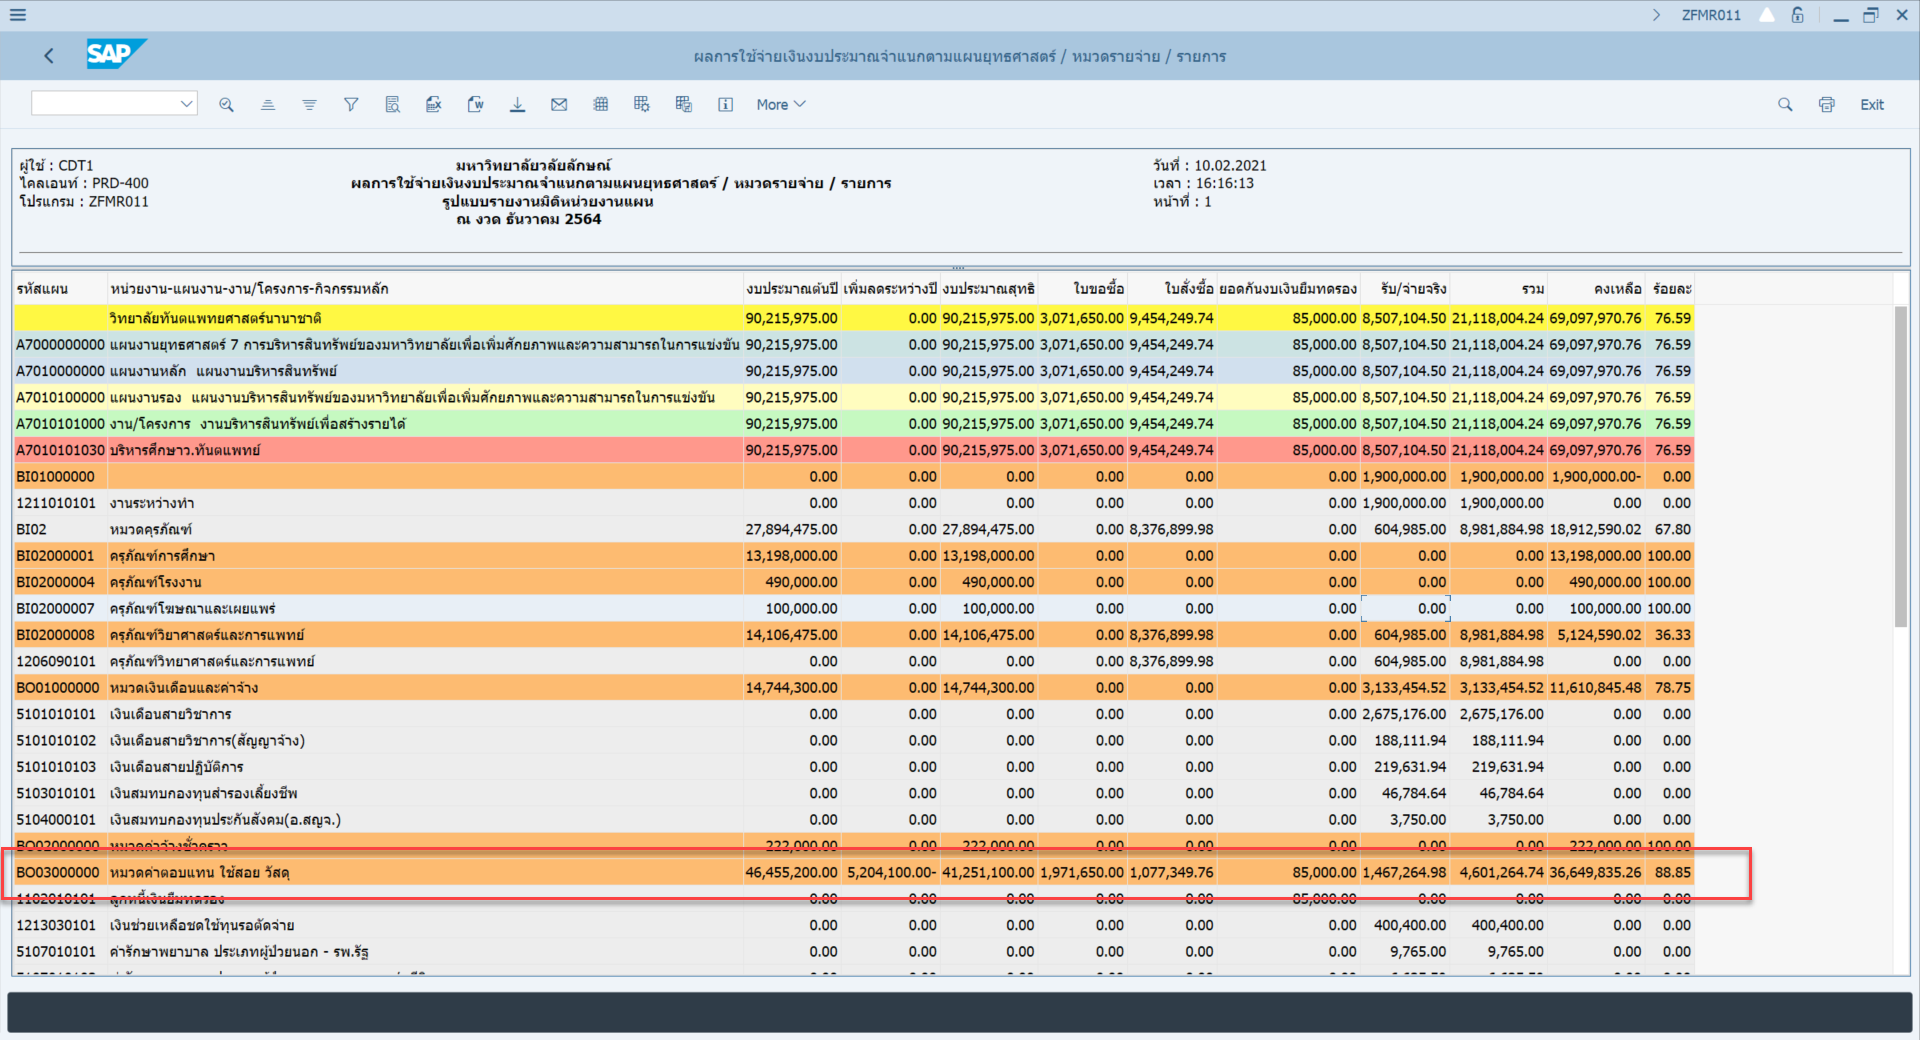 ZFMR011
SAP
ผลการใช้จ่ายเงินงบประมาณจำแนกตามแผนยุทธศาสตร์ / หมวดรายจ่าย / รายการ
More
Exit
ผู้ใช้ : CDT1
ไคลเอนท์ : PRD-400
โปรแกรม : ZFMR011
มหาวิทยาลัยวลัยลักษณ์
ผลการใช้จ่ายเงินงบประมาณจำแนกตามแผนยุทธศาสตร์ / หมวดรายจ่าย / รายการ
รูปแบบรายงานมิติหน่วยงานแผน
ณ งวด ธันวาคม 2564
วันที่ : 10.02.2021
เวลา : 16:16:13
หน้าที่ : 1
รหัสแผน หน่วยงาน-แผนงาน-งาน/โครงการ-กิจกรรมหลัก งบประมาณต้นปี เพิ่มลดระหว่างปี งบประมาณสุทธิ ใบขอซื้อ ใบสั่งซื้อ ยอดกันงบเงินยืมทดรอง รับ/จ่ายจริง รวม คงเหลือ ร้อยละ
วิทยาลัยทันตแพทยศาสตร์นานาชาติ 90,215,975.00 0.00 90,215,975.00 3,071,650.00 9,454,249.74 85,000.00 8,507,104.50 21,118,004.24 69,097,970.76 76.59
A7000000000 แผนงานยุทธศาสตร์ 7 การบริหารสินทรัพย์ของมหาวิทยาลัยเพื่อเพิ่มศักยภาพและความสามารถในการแข่งขัน 90,215,975.00 0.00 90,215,975.00 3,071,650.00 9,454,249.74 85,000.00 8,507,104.50 21,118,004.24 69,097,970.76 76.59
A7010000000 แผนงานหลัก แผนงานบริหารสินทรัพย์ 90,215,975.00 0.00 90,215,975.00 3,071,650.00 9,454,249.74 85,000.00 8,507,104.50 21,118,004.24 69,097,970.76 76.59
A7010100000 แผนงานรอง แผนงานบริหารสินทรัพย์ของมหาวิทยาลัยเพื่อเพิ่มศักยภาพและความสามารถในการแข่งขัน 90,215,975.00 0.00 90,215,975.00 3,071,650.00 9,454,249.74 85,000.00 8,507,104.50 21,118,004.24 69,097,970.76 76.59
A7010101000 งาน/โครงการ งานบริหารสินทรัพย์เพื่อสร้างรายได้ 90,215,975.00 0.00 90,215,975.00 3,071,650.00 9,454,249.74 85,000.00 8,507,104.50 21,118,004.24 69,097,970.76 76.59
A7010101030 บริหารศึกษาว.ทันตแพทย์ 90,215,975.00 0.00 90,215,975.00 3,071,650.00 9,454,249.74 85,000.00 8,507,104.50 21,118,004.24 69,097,970.76 76.59
BI01000000 0.00 0.00 0.00 0.00 0.00 0.00 1,900,000.00 1,900,000.00 1,900,000.00- 0.00
1211010101 งานระหว่างทำ 0.00 0.00 0.00 0.00 0.00 0.00 1,900,000.00 1,900,000.00 0.00 0.00
BI02 หมวดคุรภัณฑ์ 27,894,475.00 0.00 27,894,475.00 0.00 8,376,899.98 0.00 604,985.00 8,981,884.98 18,912,590.02 67.80
BI02000001 ครุภัณฑ์การศึกษา 13,198,000.00 0.00 13,198,000.00 0.00 0.00 0.00 0.00 0.00 13,198,000.00 100.00
BI02000004 ครุภัณฑ์โรงงาน 490,000.00 0.00 490,000.00 0.00 0.00 0.00 0.00 0.00 490,000.00 100.00
BI02000007 ครุภัณฑ์โฆษณาและเผยแพร่ 100,000.00 0.00 100,000.00 0.00 0.00 0.00 0.00 0.00 100,000.00 100.00
BI02000008 ครุภัณฑ์วิยาศาสตร์และการแพทย์ 14,106,475.00 0.00 14,106,475.00 0.00 8,376,899.98 0.00 604,985.00 8,981,884.98 5,124,590.02 36.33
1206090101 ครุภัณฑ์วิทยาศาสตร์และการแพทย์ 0.00 0.00 0.00 0.00 8,376,899.98 0.00 604,985.00 8,981,884.98 0.00 0.00
BO01000000 หมวดเงินเดือนและค่าจ้าง 14,744,300.00 0.00 14,744,300.00 0.00 0.00 0.00 3,133,454.52 3,133,454.52 11,610,845.48 78.75
5101010101 เงินเดือนสายวิชาการ 0.00 0.00 0.00 0.00 0.00 0.00 2,675,176.00 2,675,176.00 0.00 0.00
5101010102 เงินเดือนสายวิชาการ(สัญญาจ้าง) 0.00 0.00 0.00 0.00 0.00 0.00 188,111.94 188,111.94 0.00 0.00
5101010103 เงินเดือนสายปฏิบัติการ 0.00 0.00 0.00 0.00 0.00 0.00 219,631.94 219,631.94 0.00 0.00
5103010101 เงินสมทบกองทุนสำรองเลี้ยงชีพ 0.00 0.00 0.00 0.00 0.00 0.00 46,784.64 46,784.64 0.00 0.00
5104000101 เงินสมทบกองทุนประกันสังคม(อ.สญจ.) 0.00 0.00 0.00 0.00 0.00 0.00 3,750.00 3,750.00 0.00 0.00
BO02000000 หมวดค่าจ้างชั่วคราว 222,000.00 0.00 222,000.00 0.00 0.00 0.00 0.00 0.00 222,000.00 100.00
BO03000000 หมวดค่าตอบแทน ใช้สอย วัสดุ 46,455,200.00 5,204,100.00- 41,251,100.00 1,971,650.00 1,077,349.76 85,000.00 1,467,264.98 4,601,264.74 36,649,835.26 88.85
1102010101 ลูกหนี้เงินยืมทดรอง 0.00 0.00 0.00 0.00 0.00 85,000.00 0.00 0.00 0.00 0.00
1213030101 เงินช่วยเหลือชดใช้ทุนรอตัดจ่าย 0.00 0.00 0.00 0.00 0.00 0.00 400,400.00 400,400.00 0.00 0.00
5107010101 ค่ารักษาพยาบาล ประเภทผู้ป่วยนอก - รพ.รัฐ 0.00 0.00 0.00 0.00 0.00 0.00 9,765.00 9,765.00 0.00 0.00